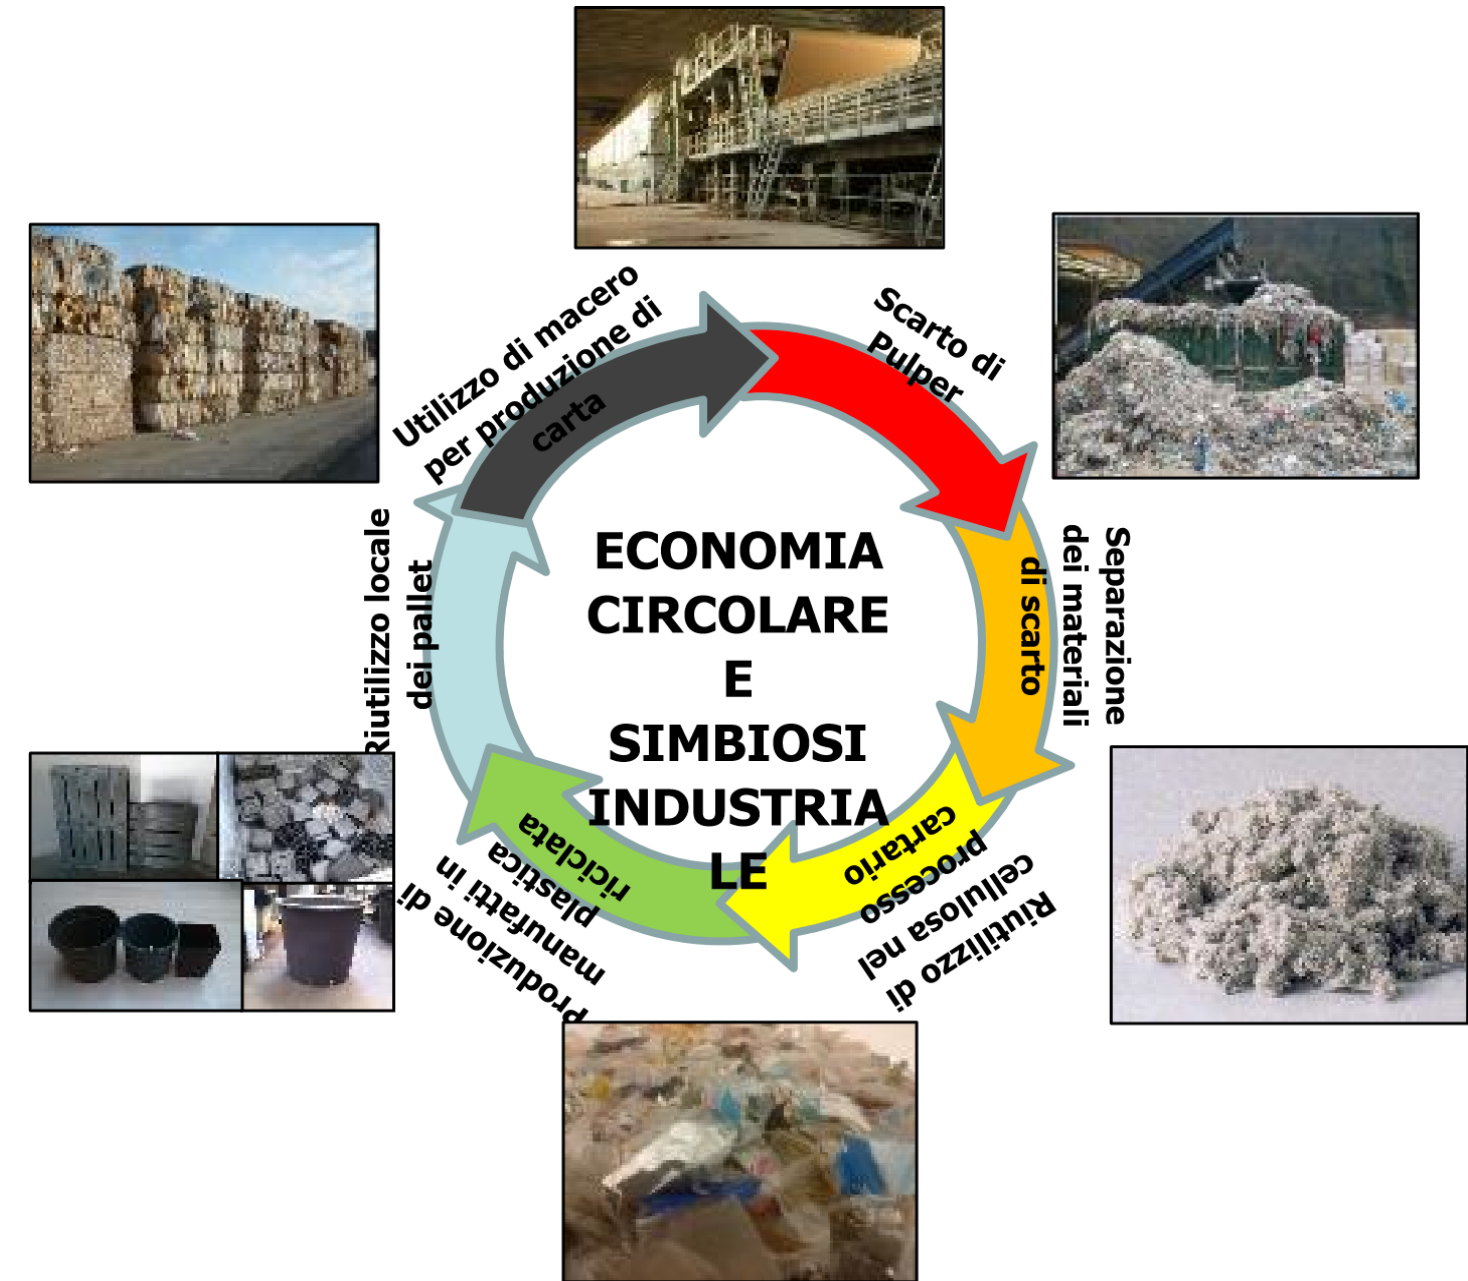 Utilizzo di macero
per produzione di
carta
Scarto di
Pulper
Separazione
dei materiali
di scarto
Riutilizzo di
cellulosa nel
processo
cartario
Produzione di
manufatti in
plastica
riciclata
Riutilizzo locale
dei pallet
ECONOMIA
CIRCOLARE
E
SIMBIOSI
INDUSTRIA
LE